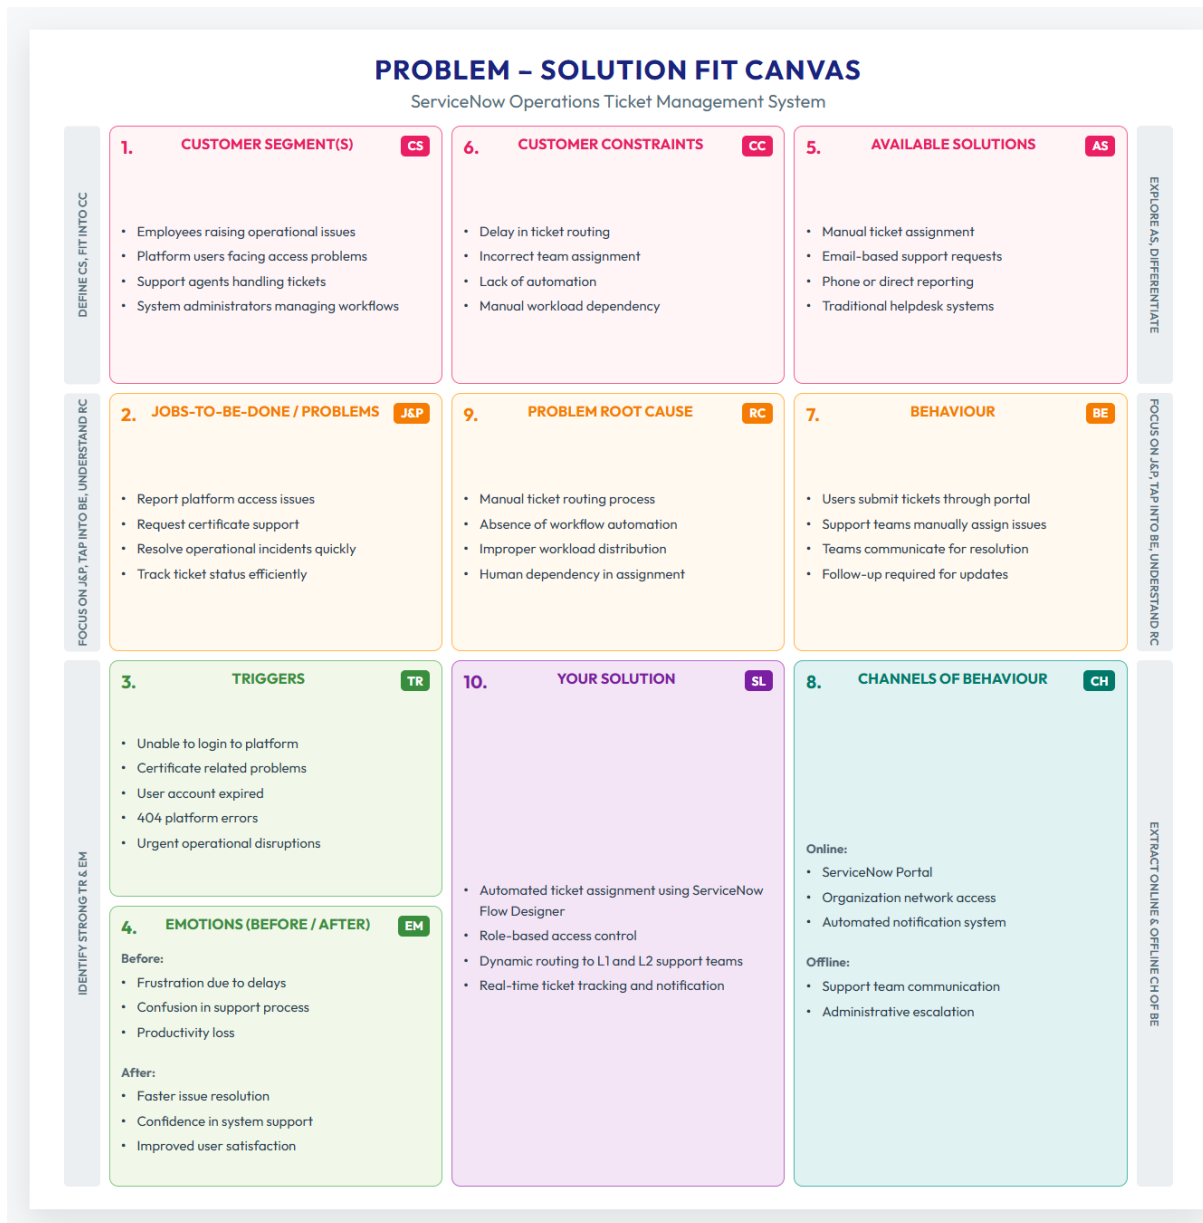 PROBLEM – SOLUTION FIT CANVAS
ServiceNow Operations Ticket Management System
DEFINE CS, FIT INTO CC
1. CUSTOMER SEGMENT(S) CS
• Employees raising operational issues
• Platform users facing access problems
• Support agents handling tickets
• System administrators managing workflows
6. CUSTOMER CONSTRAINTS CC
• Delay in ticket routing
• Incorrect team assignment
• Lack of automation
• Manual workload dependency
5. AVAILABLE SOLUTIONS AS
• Manual ticket assignment
• Email-based support requests
• Phone or direct reporting
• Traditional helpdesk systems
EXPLORE AS, DIFFERENTIATE
FOCUS ON J&P, TAP INTO BE, UNDERSTAND RC
2. JOBS-TO-BE-DONE / PROBLEMS J&P
• Report platform access issues
• Request certificate support
• Resolve operational incidents quickly
• Track ticket status efficiently
9. PROBLEM ROOT CAUSE RC
• Manual ticket routing process
• Absence of workflow automation
• Improper workload distribution
• Human dependency in assignment
7. BEHAVIOUR BE
• Users submit tickets through portal
• Support teams manually assign issues
• Teams communicate for resolution
• Follow-up required for updates
FOCUS ON J&P, TAP INTO BE, UNDERSTAND RC
IDENTIFY STRONG TR & EM
3. TRIGGERS TR
• Unable to login to platform
• Certificate related problems
• User account expired
• 404 platform errors
• Urgent operational disruptions
4. EMOTIONS (BEFORE / AFTER) EM
Before:
• Frustration due to delays
• Confusion in support process
• Productivity loss
After:
• Faster issue resolution
• Confidence in system support
• Improved user satisfaction
10. YOUR SOLUTION SL
• Automated ticket assignment using ServiceNow
Flow Designer
• Role-based access control
• Dynamic routing to L1 and L2 support teams
• Real-time ticket tracking and notification
8. CHANNELS OF BEHAVIOUR CH
Online:
• ServiceNow Portal
• Organization network access
• Automated notification system
Offline:
• Support team communication
• Administrative escalation
EXTRACT ONLINE & OFFLINE CH OF BE